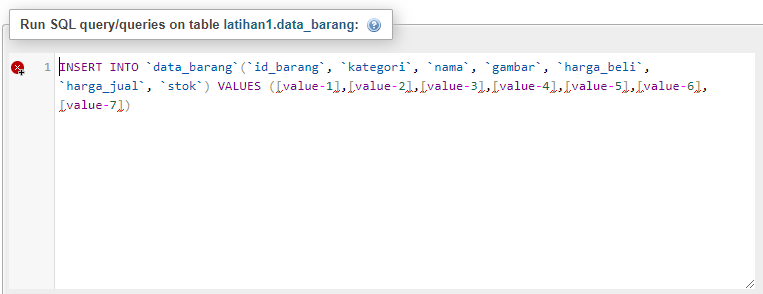 Run SQL query/queries on table latihan1.data_barang:
1 INSERT INTO `data_barang`(`id_barang`, `kategori`, `nama`, `gambar`, `harga_beli`,
`harga_jual`, `stok`) VALUES ([value-1],[value-2],[value-3],[value-4],[value-5],[value-6],
[value-7])